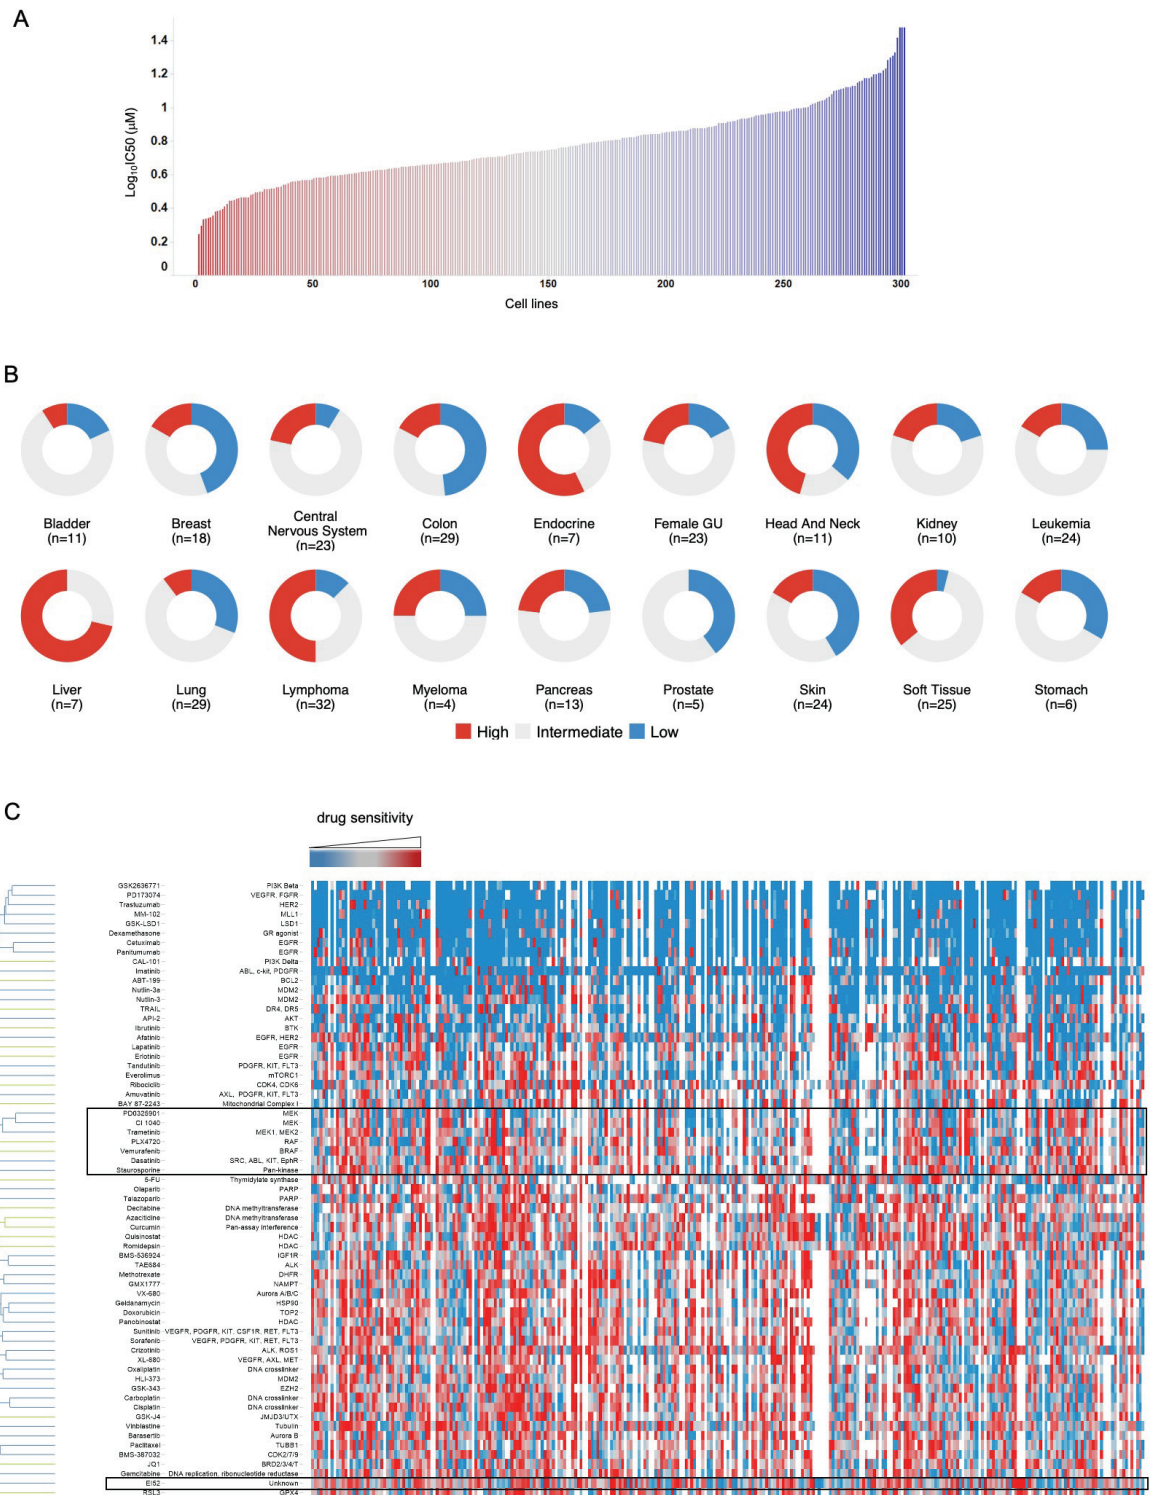 A
Log10IC50 (μM)
1.4
1.2
1
0.8
0.6
0.4
0.2
0
0 50 100 150 200 250 300
Cell lines
B
Bladder (n=11)
Breast (n=18)
Central Nervous System (n=23)
Colon (n=29)
Endocrine (n=7)
Female GU (n=23)
Head And Neck (n=11)
Kidney (n=10)
Leukemia (n=24)
Liver (n=7)
Lung (n=29)
Lymphoma (n=32)
Myeloma (n=4)
Pancreas (n=13)
Prostate (n=5)
Skin (n=24)
Soft Tissue (n=25)
Stomach (n=6)
High Intermediate Low
C
drug sensitivity
GSK2636771 PI3K Beta
PD173074 VEGFR, FGFR
Trastuzumab HER2
MM-102 MLL1
GSK-LSD1 LSD1
Dexamethasone GR agonist
Cetuximab EGFR
Panitumumab EGFR
CAL-101 PI3K Delta
Imatinib ABL, c-kit, PDGFR
ABT-199 BCL2
Nutlin-3a MDM2
Nutlin-3 MDM2
TRAIL DR4, DR5
API-2 AKT
Ibrutinib BTK
Afatinib EGFR, HER2
Lapatinib EGFR
Erlotinib EGFR
Tandutinib PDGFR, KIT, FLT3
Everolimus mTORC1
Ribociclib CDK4, CDK6
Amuvatinib AXL, PDGFR, KIT, FLT3
BAY 87-2243 Mitochondrial Complex I
PD0325901 MEK
CI 1040 MEK
Trametinib MEK1, MEK2
PLX4720 RAF
Vemurafenib BRAF
Dasatinib SRC, ABL, KIT, EphR
Staurosporine Pan-kinase
5-FU Thymidylate synthase
Olaparib PARP
Talazoparib PARP
Decitabine DNA methyltransferase
Azacitidine DNA methyltransferase
Curcumin Pan-assay interference
Quisinostat HDAC
Romidepsin HDAC
BMS-536924 IGF1R
TAE684 ALK
Methotrexate DHFR
GMX1777 NAMPT
VX-680 Aurora A/B/C
Geldanamycin HSP90
Doxorubicin TOP2
Panobinostat HDAC
Sunitinib VEGFR, PDGFR, KIT, CSF1R, RET, FLT3
Sorafenib VEGFR, PDGFR, KIT, RET, FLT3
Crizotinib ALK, ROS1
XL-880 VEGFR, AXL, MET
Oxaliplatin DNA crosslinker
HLI-373 MDM2
GSK-343 EZH2
Carboplatin DNA crosslinker
Cisplatin DNA crosslinker
GSK-J4 JMJD3/UTX
Vinblastine Tubulin
Barasertib Aurora B
Paclitaxel TUBB1
BMS-387032 CDK2/7/9
JQ1 BRD2/3/4/T
Gemcitabine DNA replication, ribonucleotide reductase
EI52 Unknown
RSL3 GPX4